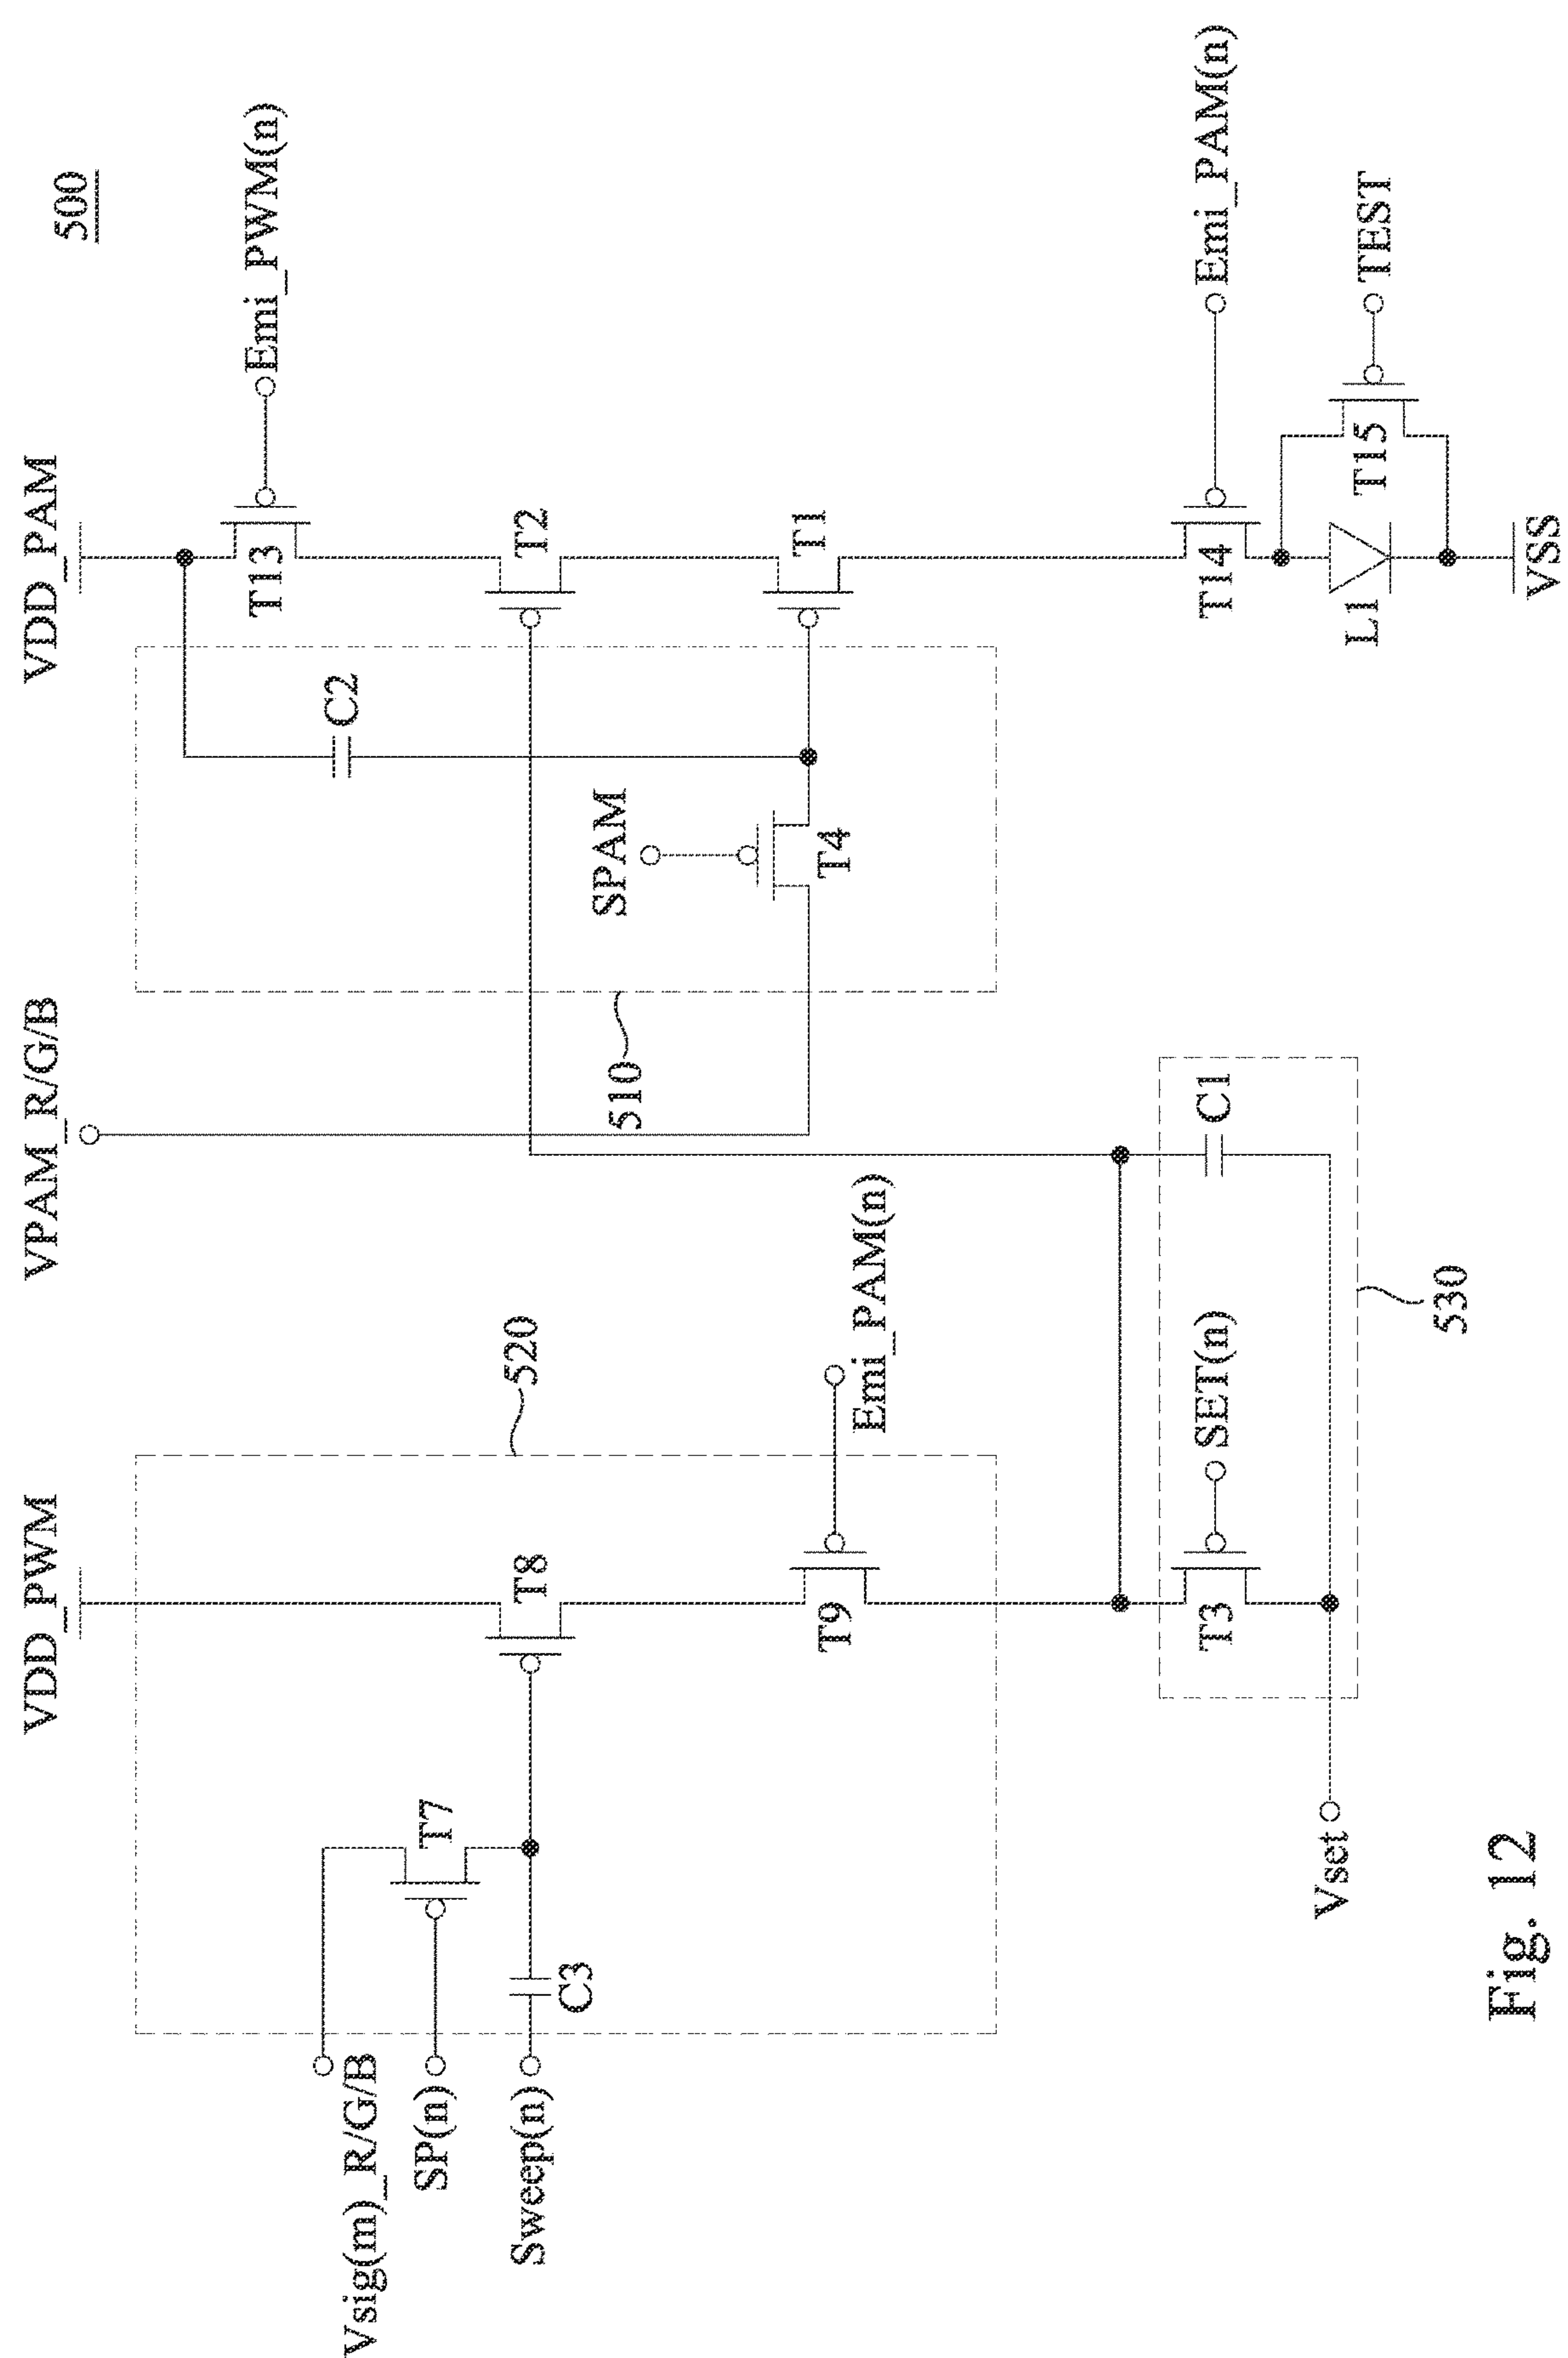 500
VDD_PWM
VPAM_R/G/B
VDD_PAM
Emi_PWM(n)
T13
C2
Vsig(m)_R/G/B
T7
SP(n)
Sweep(n)
C3
T8
520
T2
SPAM
510
T4
T1
T9
Emi_PAM(n)
T3
SET(n)
C1
T14
Emi_PAM(n)
Vset
530
L1
T15
TEST
VSS
Fig. 12